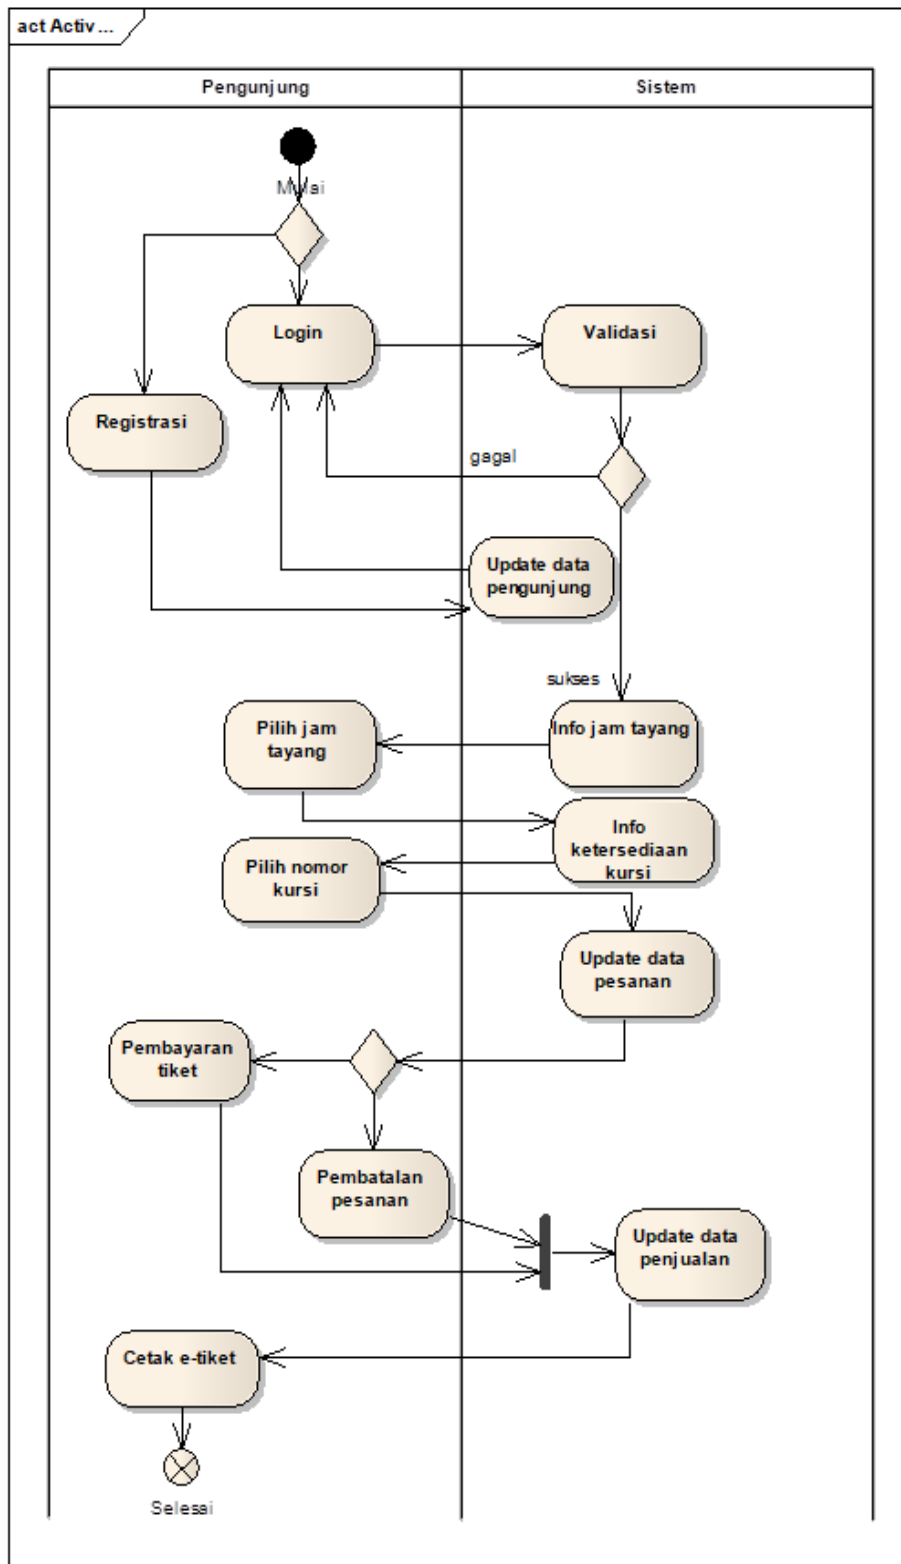 act Activ...
Pengunjung
Sistem
Mulai
Login
Validasi
Registrasi
gagal
Update data
pengunjung
sukses
Pilih jam
tayang
Info jam tayang
Info
ketersediaan
kursi
Pilih nomor
kursi
Update data
pesanan
Pembayaran
tiket
Pembatalan
pesanan
Update data
penjualan
Cetak e-tiket
Selesai